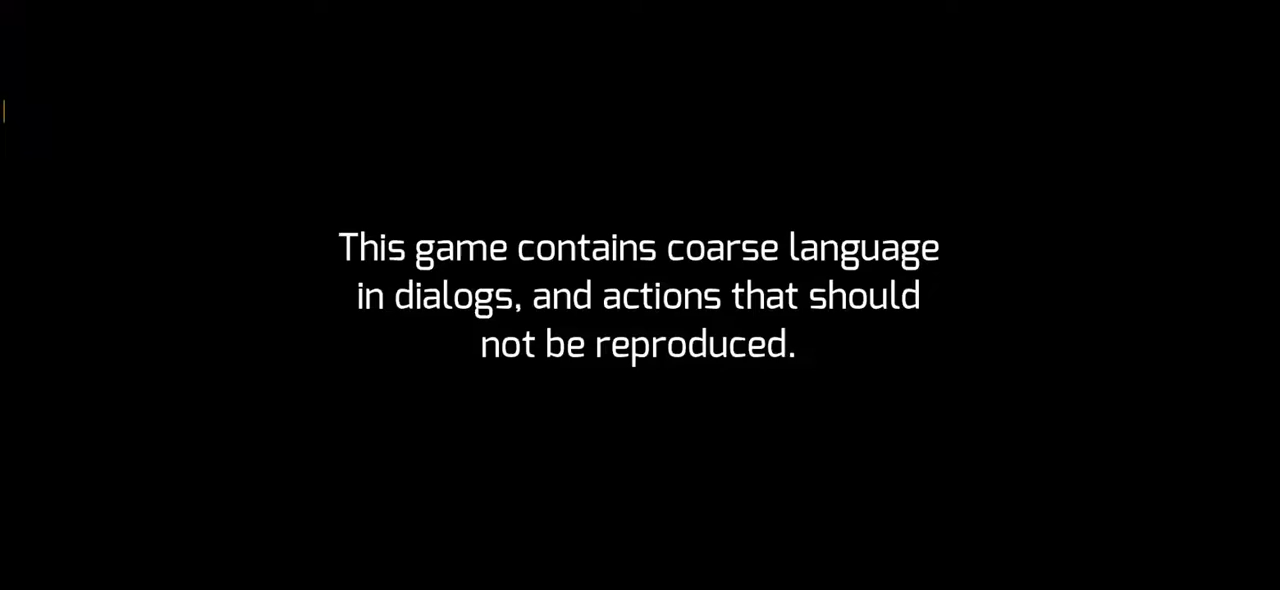 This game contains coarse language
in dialogs, and actions that should
not be reproduced.